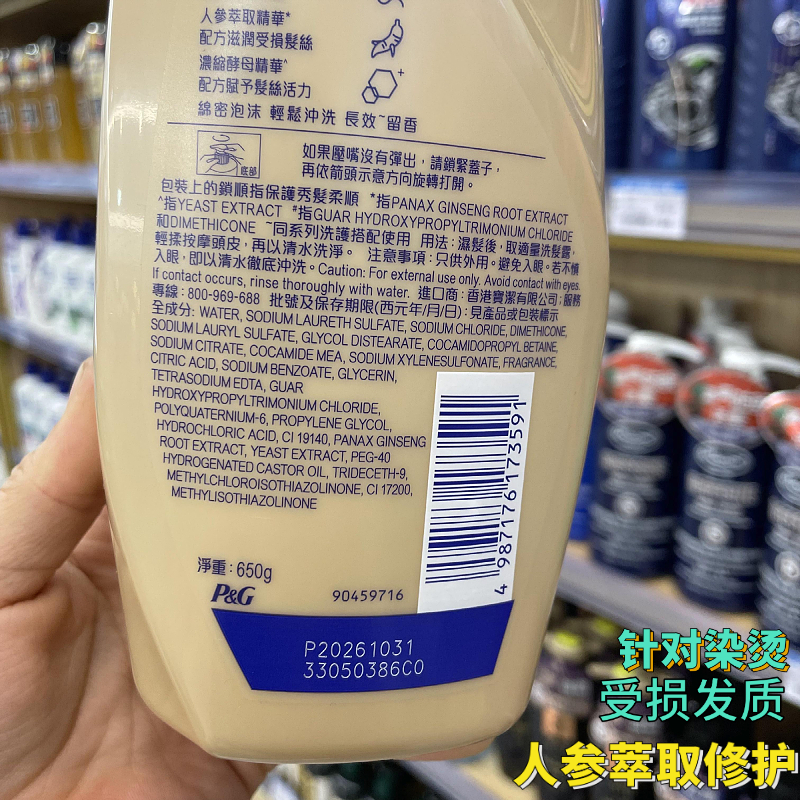 人參萃取精華*
配方滋潤受損髮絲
濃縮酵母精華^
配方賦予髮絲活力
綿密泡沫 輕鬆沖洗 長效~留香
底部
如果壓嘴沒有彈出，請鎖緊蓋子，
再依箭頭示意方向旋轉打開。
包裝上的鎖順指保護秀髮柔順 *指PANAX GINSENG ROOT EXTRACT
^指YEAST EXTRACT #指GUAR HYDROXYPROPYLTRIMONIUM CHLORIDE
和DIMETHICONE ~同系列洗護搭配使用 用法：濕髮後，取適量洗髮露，
輕揉按摩頭皮，再以清水洗淨。 注意事項：只供外用。避免入眼。若不慎
入眼，即以清水徹底沖洗。Caution: For external use only. Avoid contact with eyes.
If contact occurs, rinse thoroughly with water. 進口商：香港寶潔有限公司；服務
專線：800-969-688 批號及保存期限(西元年/月/日)：見產品或包裝標示
全成分: WATER, SODIUM LAURETH SULFATE, SODIUM CHLORIDE, DIMETHICONE,
SODIUM LAURYL SULFATE, GLYCOL DISTEARATE, COCAMIDOPROPYL BETAINE,
SODIUM CITRATE, COCAMIDE MEA, SODIUM XYLENESULFONATE, FRAGRANCE,
CITRIC ACID, SODIUM BENZOATE, GLYCERIN,
TETRASODIUM EDTA, GUAR
HYDROXYPROPYLTRIMONIUM CHLORIDE,
POLYQUATERNIUM-6, PROPYLENE GLYCOL,
HYDROCHLORIC ACID, CI 19140, PANAX GINSENG
ROOT EXTRACT, YEAST EXTRACT, PEG-40
HYDROGENATED CASTOR OIL, TRIDECETH-9,
METHYLCHLOROISOTHIAZOLINONE, CI 17200,
METHYLISOTHIAZOLINONE
4 987176 173591
淨重：650g
P&G
90459716
P20261031
33050386C0
针对染烫
受损发质
人参萃取修护